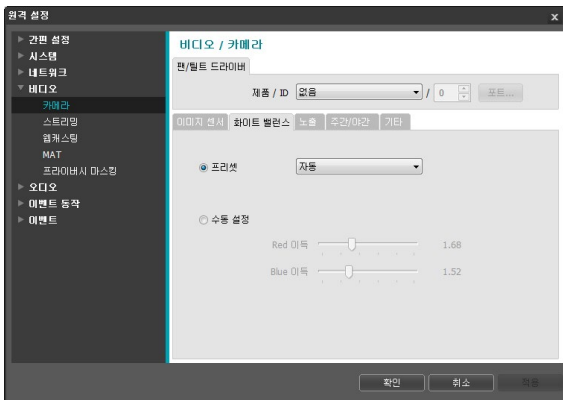 원격 설정
x
간편 설정
시스템
네트워크
비디오
카메라
스트리밍
웹캐스팅
MAT
프라이버시 마스킹
오디오
이벤트 동작
이벤트
비디오 / 카메라
팬/틸트 드라이버
제품 / ID 없음 / 0 포트...
이미지 센서 화이트 밸런스 노출 주간/야간 기타
프리셋 자동
수동 설정
Red 이득 1.68
Blue 이득 1.52
확인 취소 적용